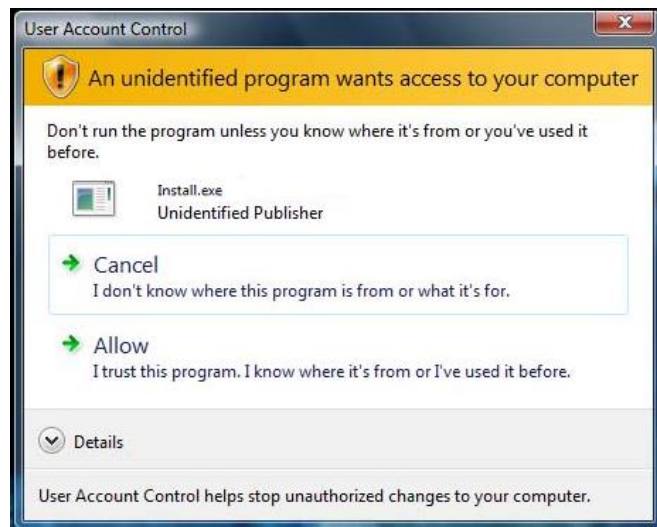 User Account Control
An unidentified program wants access to your computer
Don't run the program unless you know where it's from or you've used it
before.
Install.exe
Unidentified Publisher
Cancel
I don't know where this program is from or what it's for.
Allow
I trust this program. I know where it's from or I've used it before.
Details
User Account Control helps stop unauthorized changes to your computer.